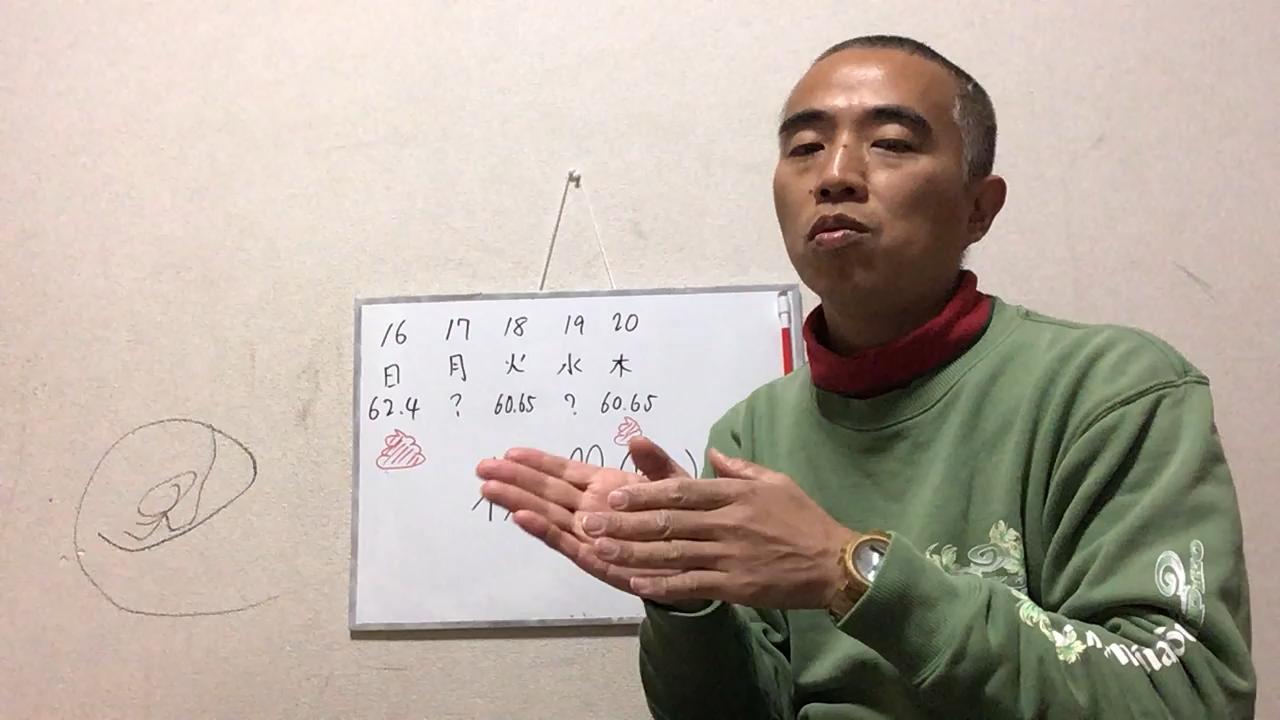 16 17 18 19 20
日 月 火 水 木
62.4 ? 60.65 ? 60.65